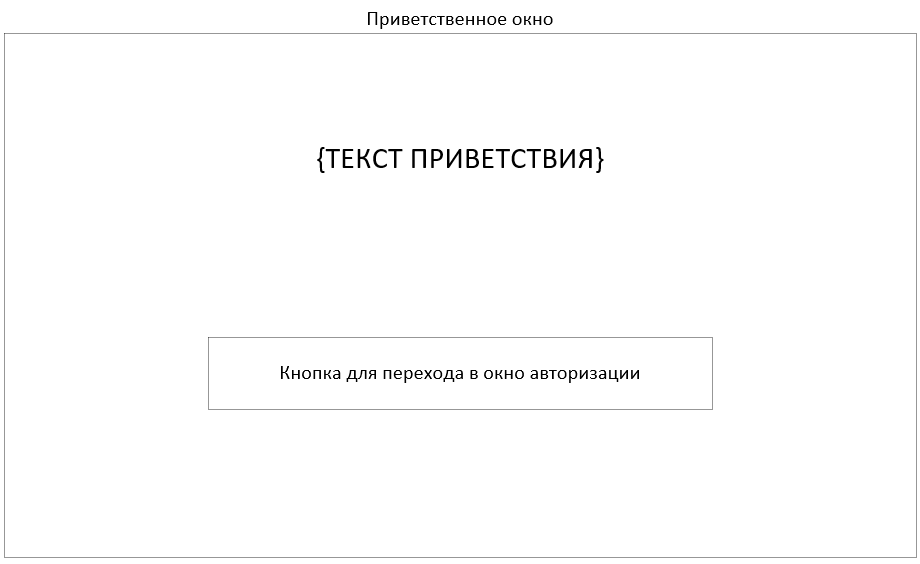 Приветственное окно
{ТЕКСТ ПРИВЕТСТВИЯ}
Кнопка для перехода в окно авторизации